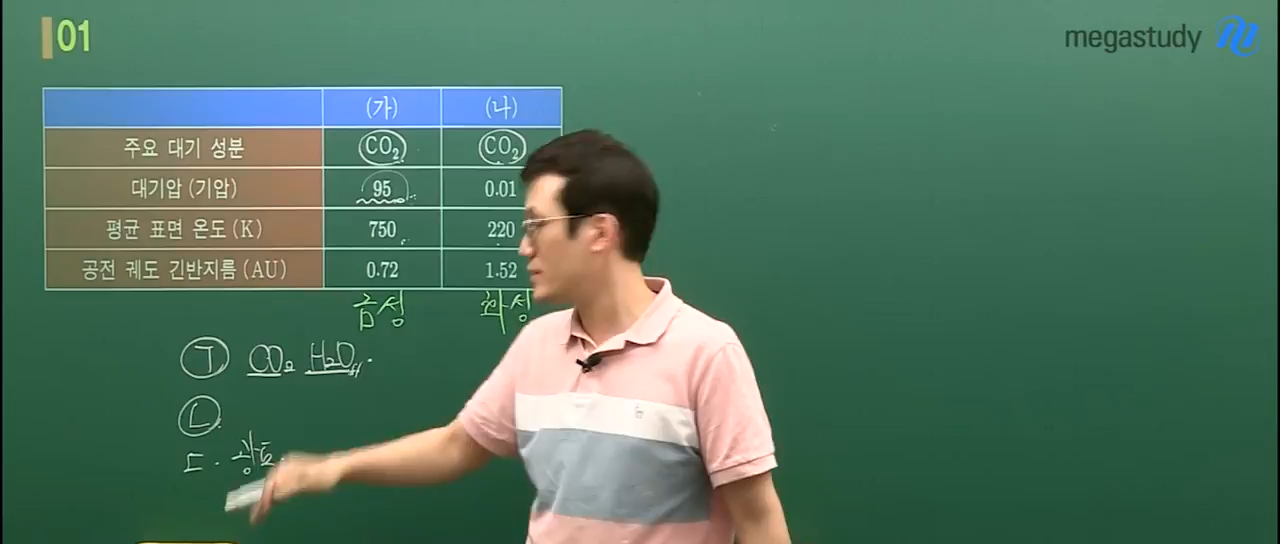 01
megastudy
(가) (나)
주요 대기 성분 CO₂ CO₂
대기압(기압) 95 0.01
평균 표면 온도(K) 750 220
공전 궤도 긴반지름(AU) 0.72 1.52
금성 화성
ㄱ CO₂ H₂O.
ㄴ.
ㄷ. 광도.